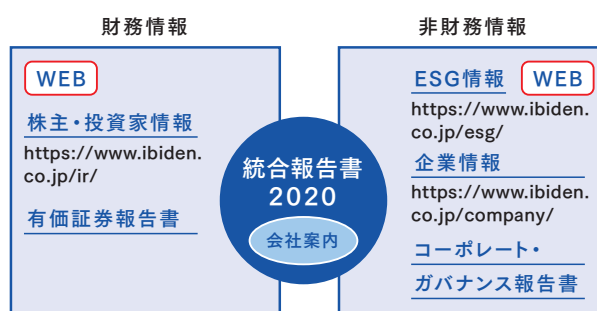 財務情報
WEB
株主・投資家情報
https://www.ibiden.
co.jp/ir/
有価証券報告書
統合報告書
2020
会社案内
非財務情報
ESG情報 WEB
https://www.ibiden.
co.jp/esg/
企業情報
https://www.ibiden.
co.jp/company/
コーポレート・
ガバナンス報告書